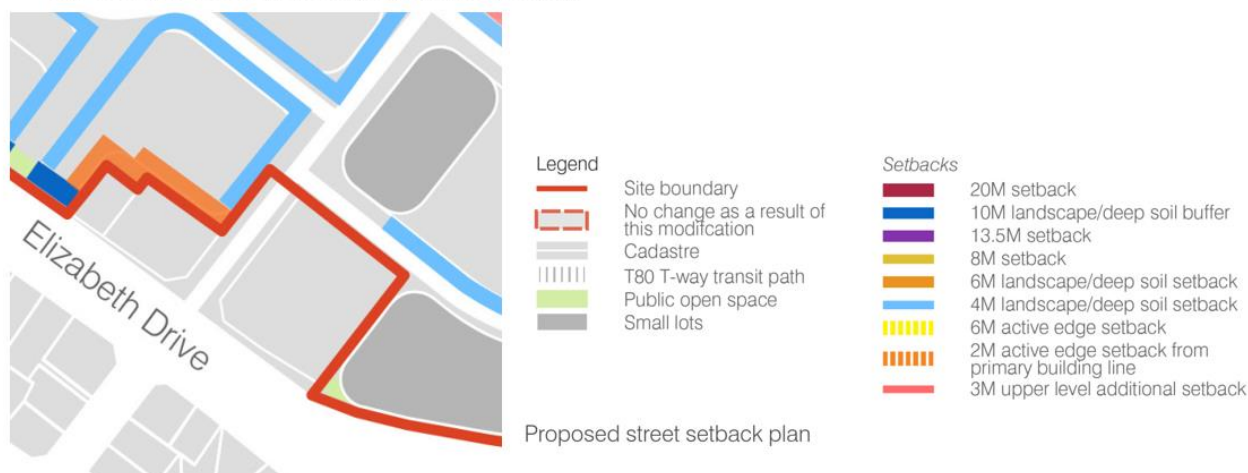 Elizabeth Drive
Legend
Site boundary
No change as a result of
this modifcation
Cadastre
T80 T-way transit path
Public open space
Small lots
Setbacks
20M setback
10M landscape/deep soil buffer
13.5M setback
8M setback
6M landscape/deep soil setback
4M landscape/deep soil setback
6M active edge setback
2M active edge setback from
primary building line
3M upper level additional setback
Proposed street setback plan